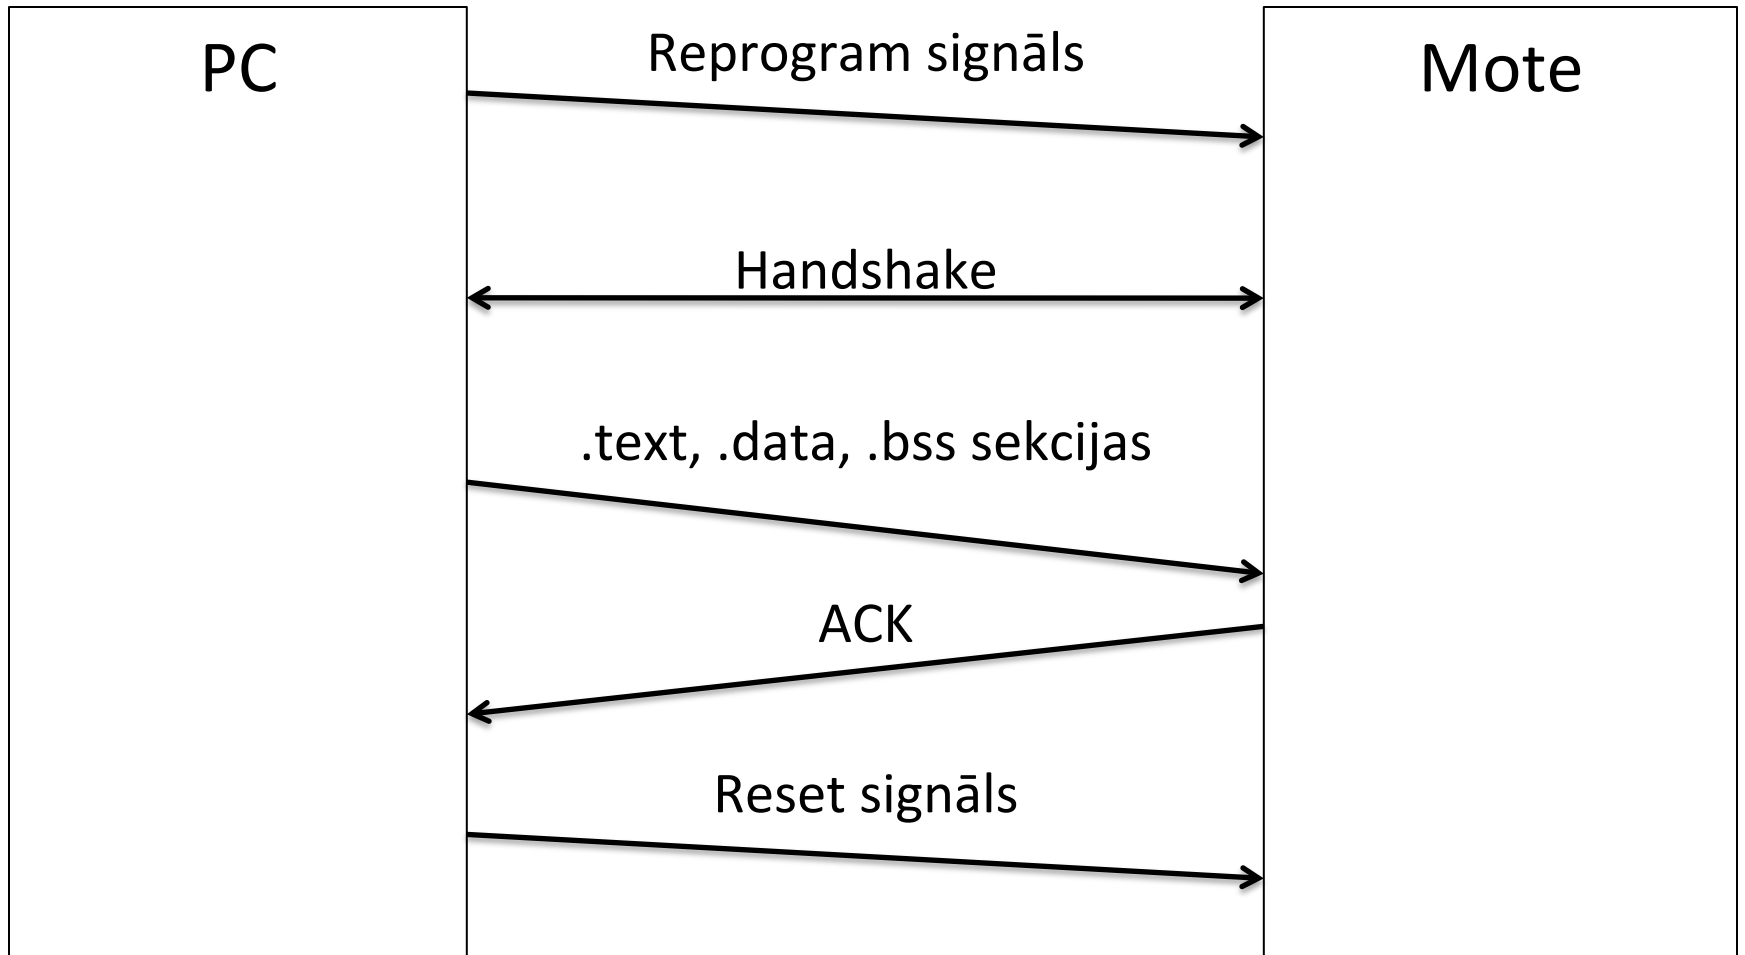 PC
Reprogram signāls
Mote
Handshake
.text, .data, .bss sekcijas
ACK
Reset signāls